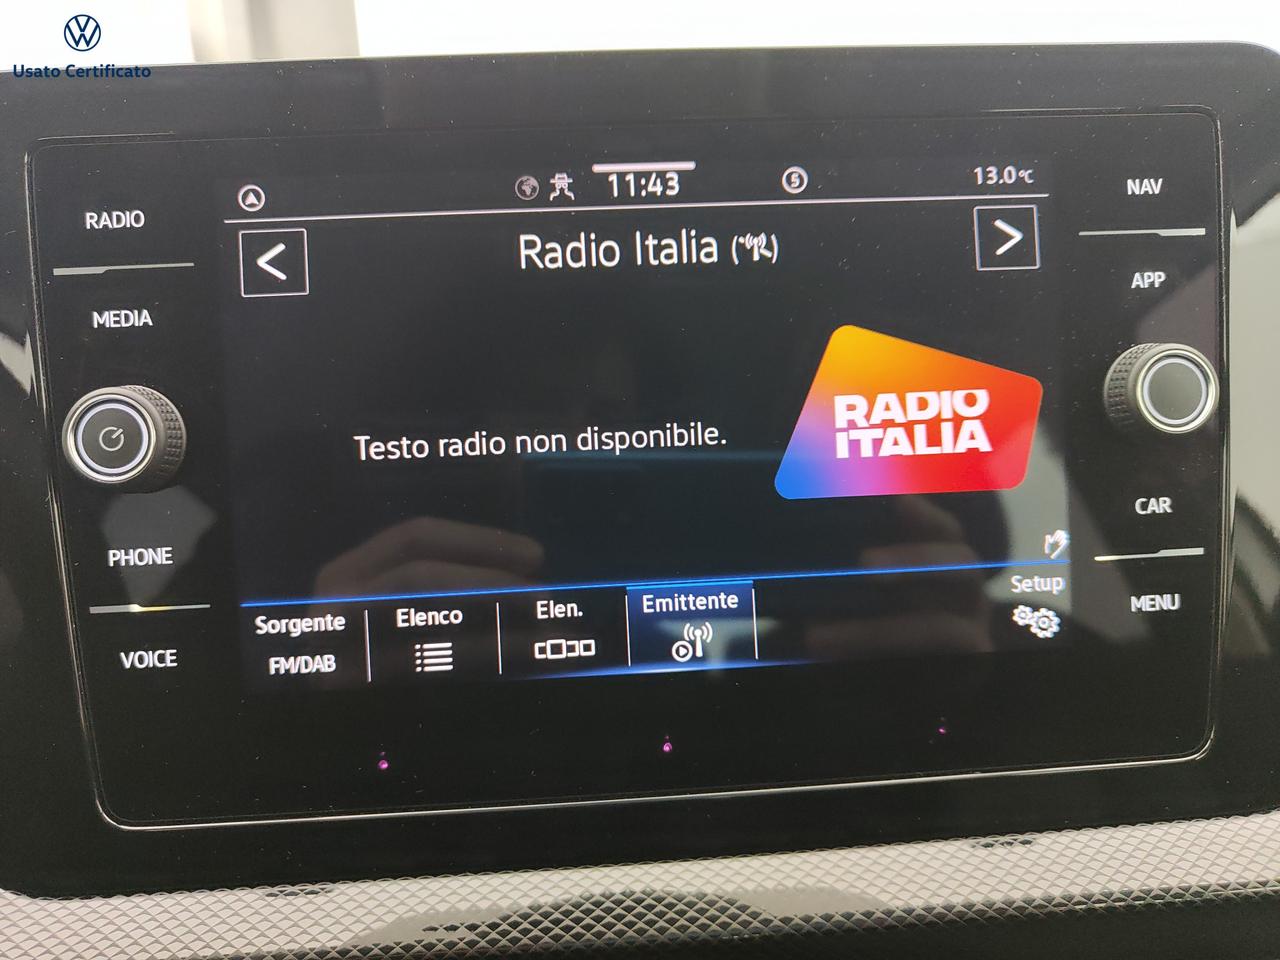 Usato Certificato
11:43
5
13.0°C
RADIO
MEDIA
PHONE
VOICE
Radio Italia
RADIO
ITALIA
Testo radio non disponibile.
Setup
Sorgente
FM/DAB
Elenco
Elen.
Emittente
NAV
APP
CAR
MENU